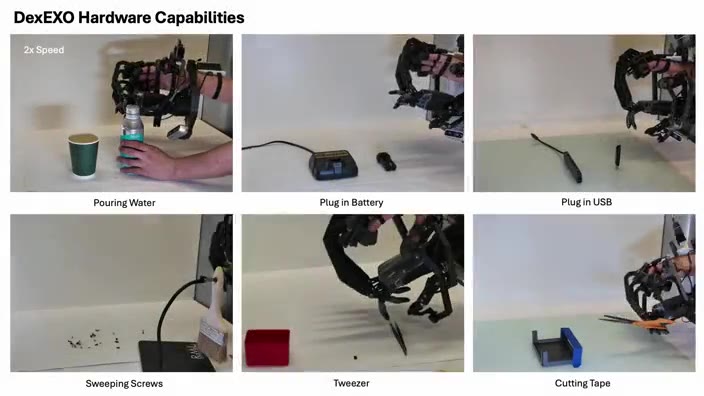 DexEXO Hardware Capabilities
2x Speed
Pouring Water
Plug in Battery
Plug in USB
Sweeping Screws
Tweezer
Cutting Tape